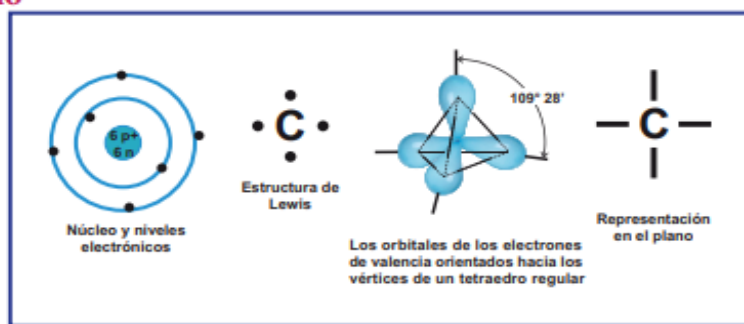 6 p+
6 n
Núcleo y níveles
electrónicos
C
Estructura de
Lewis
109° 28'
Los orbitales de los electrones
de valencia orientados hacia los
vértices de un tetraedro regular
C
Representación
en el plano